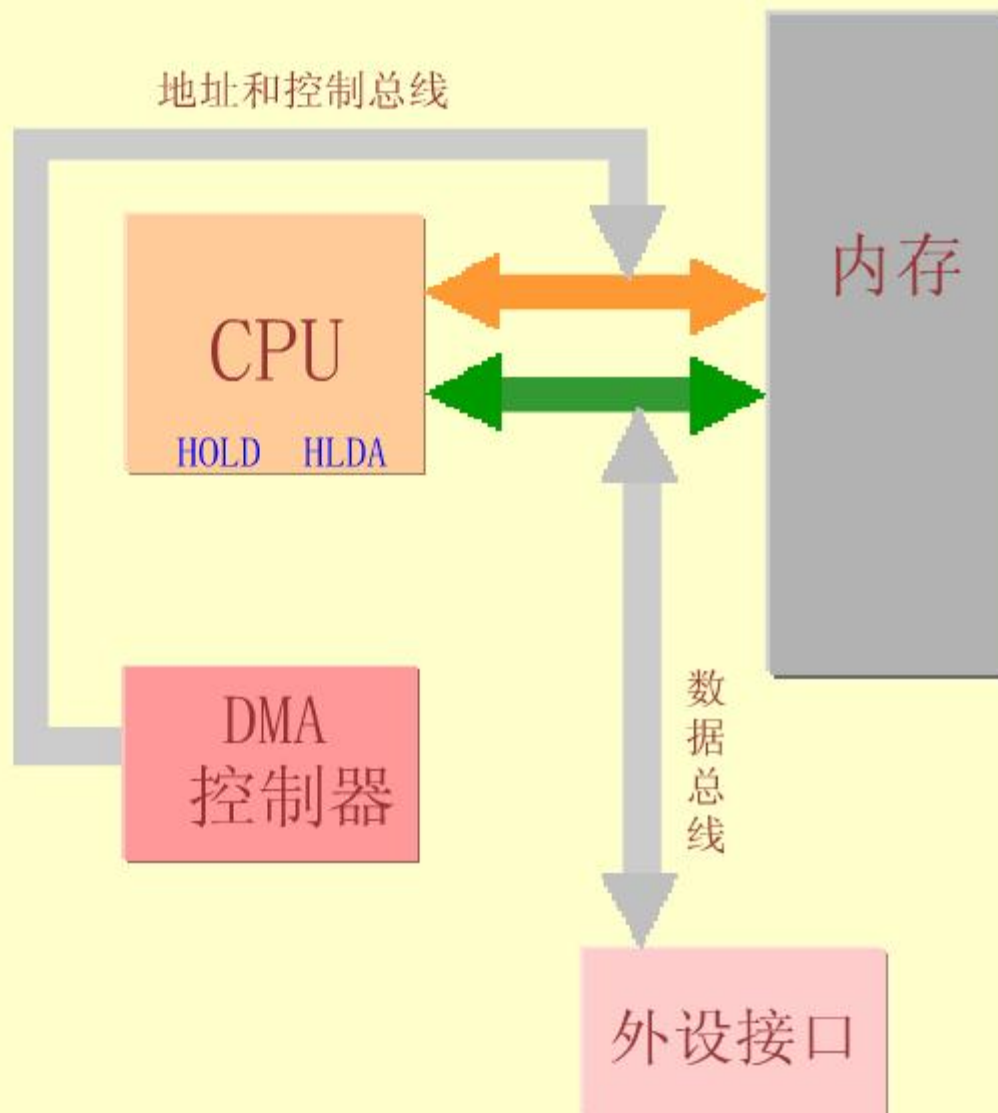 地址和控制总线
内存
CPU
HOLD HLDA
DMA
控制器
数
据
总
线
外设接口